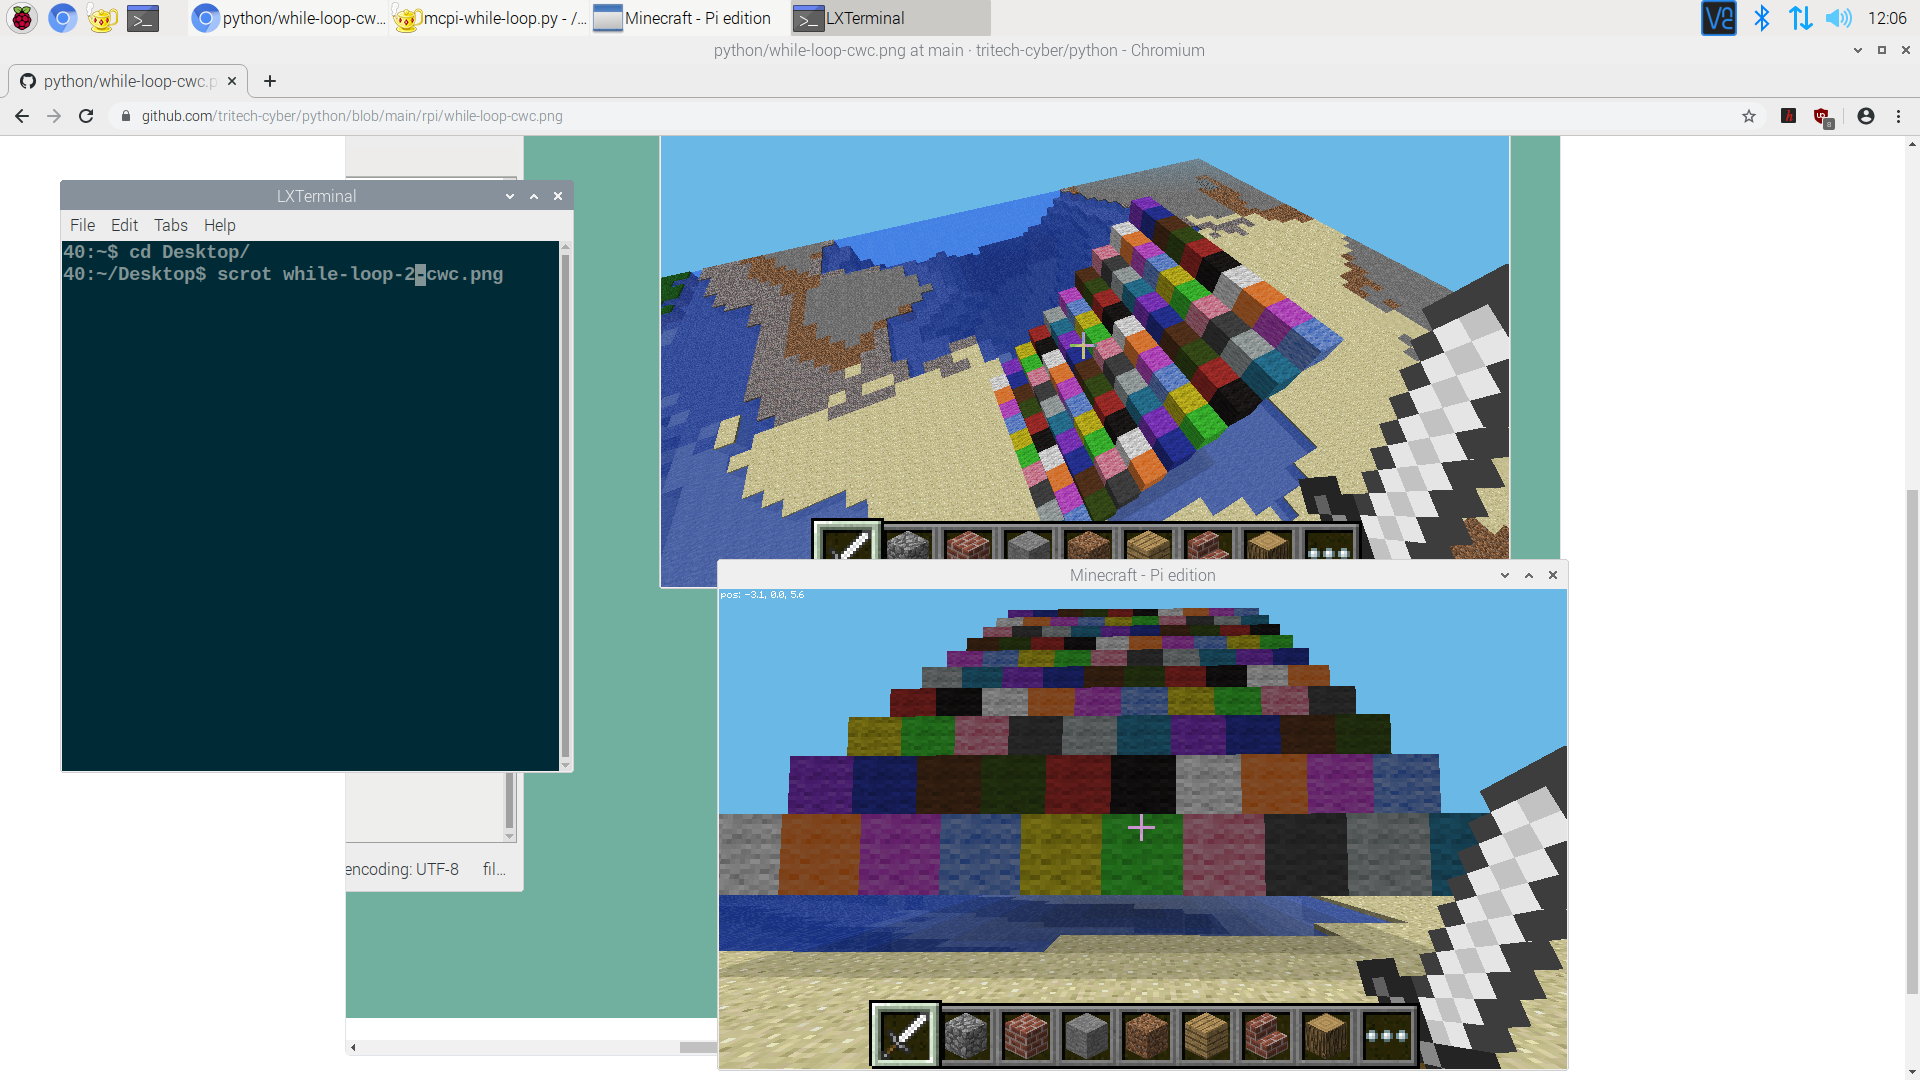 python/while-loop-cw...
mcpi-while-loop.py - /...
Minecraft - Pi edition
LXTerminal
12:06
python/while-loop-cwc.png at main · tritech-cyber/python - Chromium
python/while-loop-cwc.p
github.com/tritech-cyber/python/blob/main/rpi/while-loop-cwc.png
LXTerminal
File Edit Tabs Help
40:~$ cd Desktop/
40:~/Desktop$ scrot while-loop-2-cwc.png
Minecraft - Pi edition
pos: -3.1, 0.0, 5.6
encoding: UTF-8 fil...